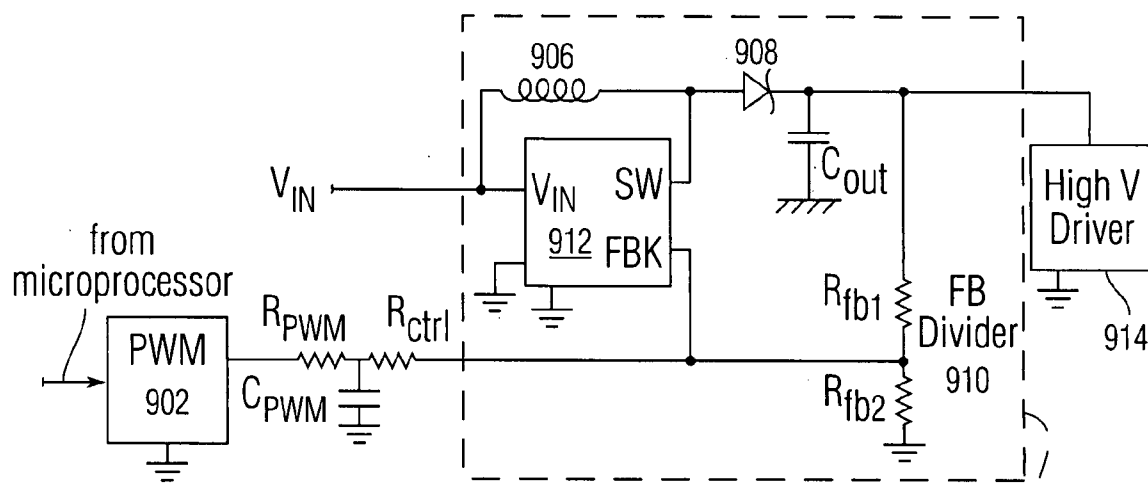 906
908
V_IN
V_IN
SW
912
FBK
C_out
High V
Driver
914
from
microprocessor
PWM
902
R_PWM
R_ctrl
C_PWM
R_fb1
R_fb2
FB
Divider
910